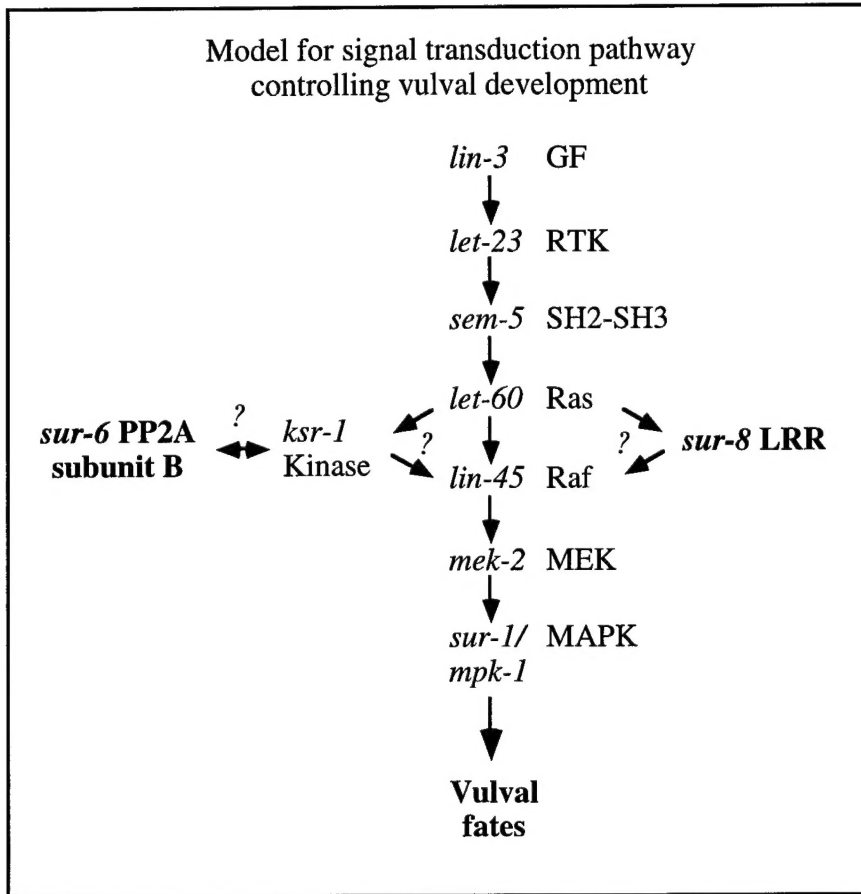 Model for signal transduction pathway
controlling vulval development
lin-3 GF
let-23 RTK
sem-5 SH2-SH3
let-60 Ras
?
sur-6 PP2A
subunit B
ksr-1
Kinase
?
?
sur-8 LRR
lin-45 Raf
mek-2 MEK
sur-1/ MAPK
mpk-1
Vulval
fates